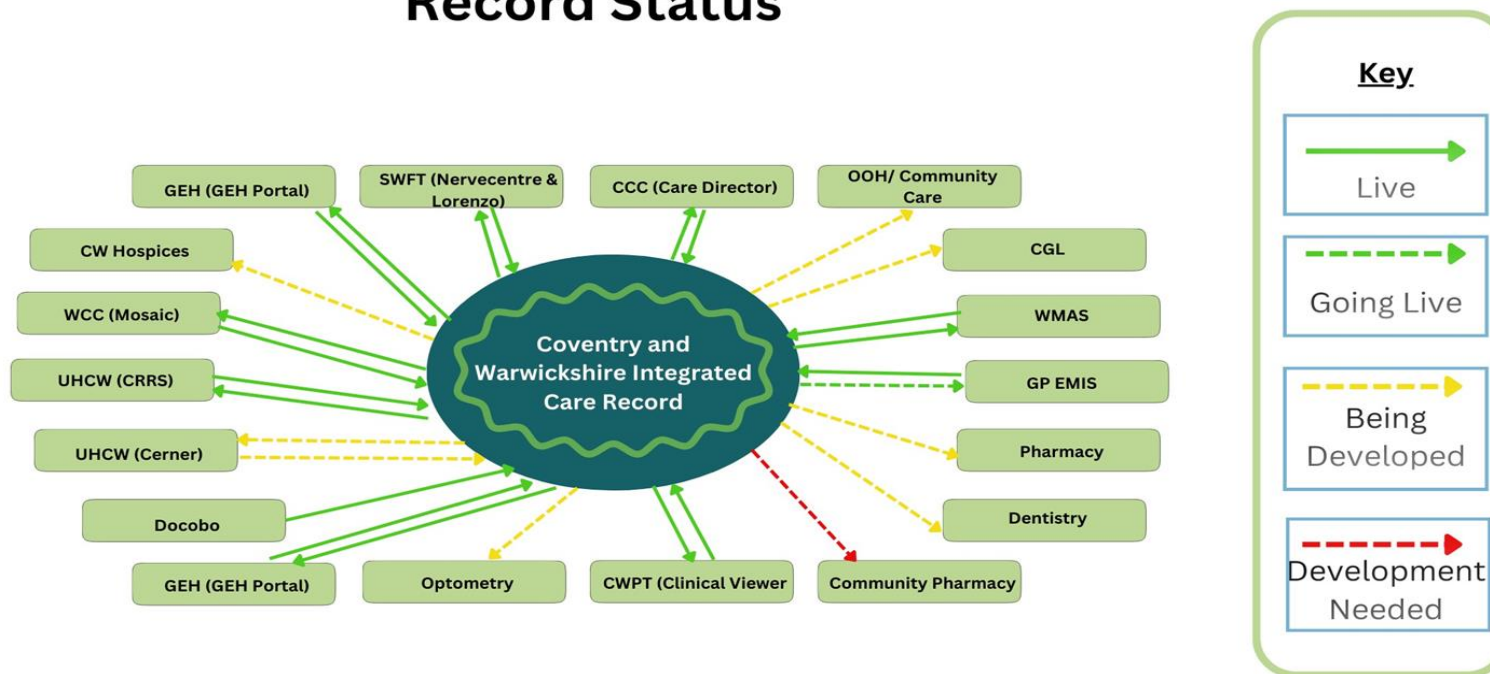 Record Status
Key
Live
Going Live
Being
Developed
Development
Needed
GEH (GEH Portal)
SWFT (Nervecentre &
Lorenzo)
CCC (Care Director)
OOH/ Community
Care
CW Hospices
CGL
WCC (Mosaic)
WMAS
UHCW (CRRS)
GP EMIS
UHCW (Cerner)
Pharmacy
Docobo
Dentistry
GEH (GEH Portal)
Optometry
CWPT (Clinical Viewer
Community Pharmacy
Coventry and
Warwickshire Integrated
Care Record